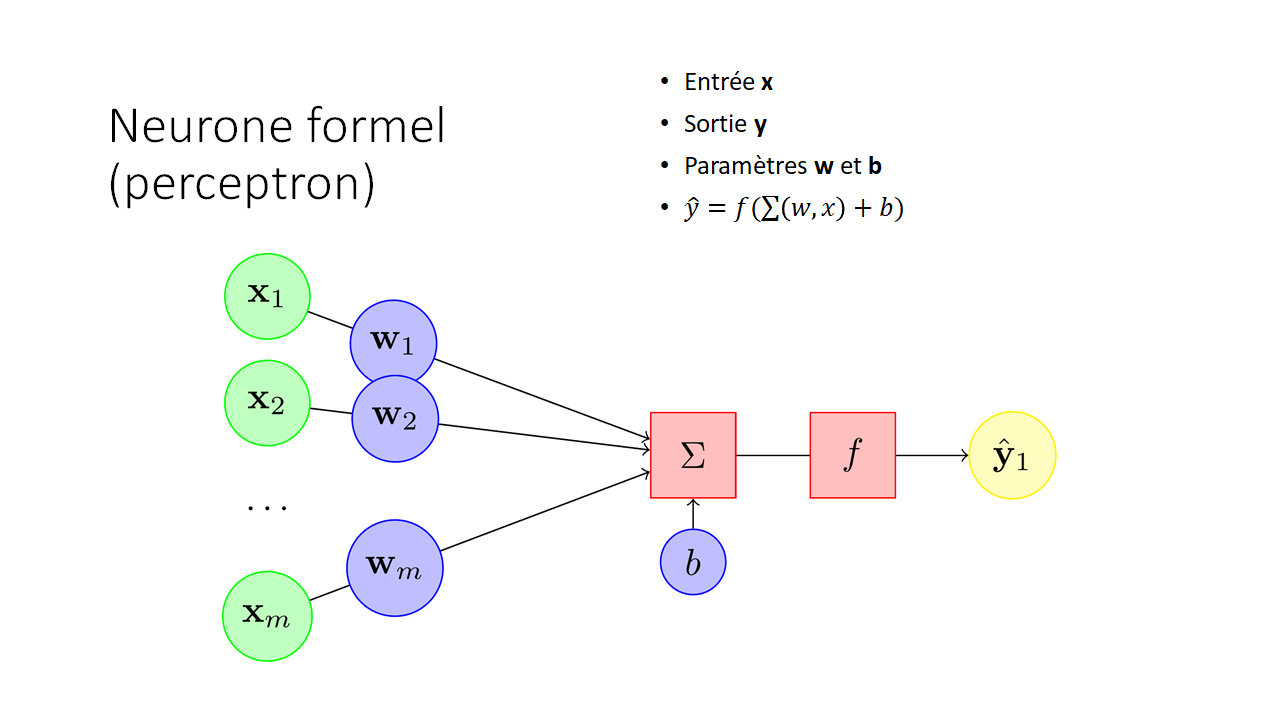 Neurone formel
(perceptron)
• Entrée x
• Sortie y
• Paramètres w et b
• ŷ = f(∑(w, x) + b)
x₁
w₁
x₂
w₂
Σ
f
ŷ₁
...
b
wₘ
xₘ